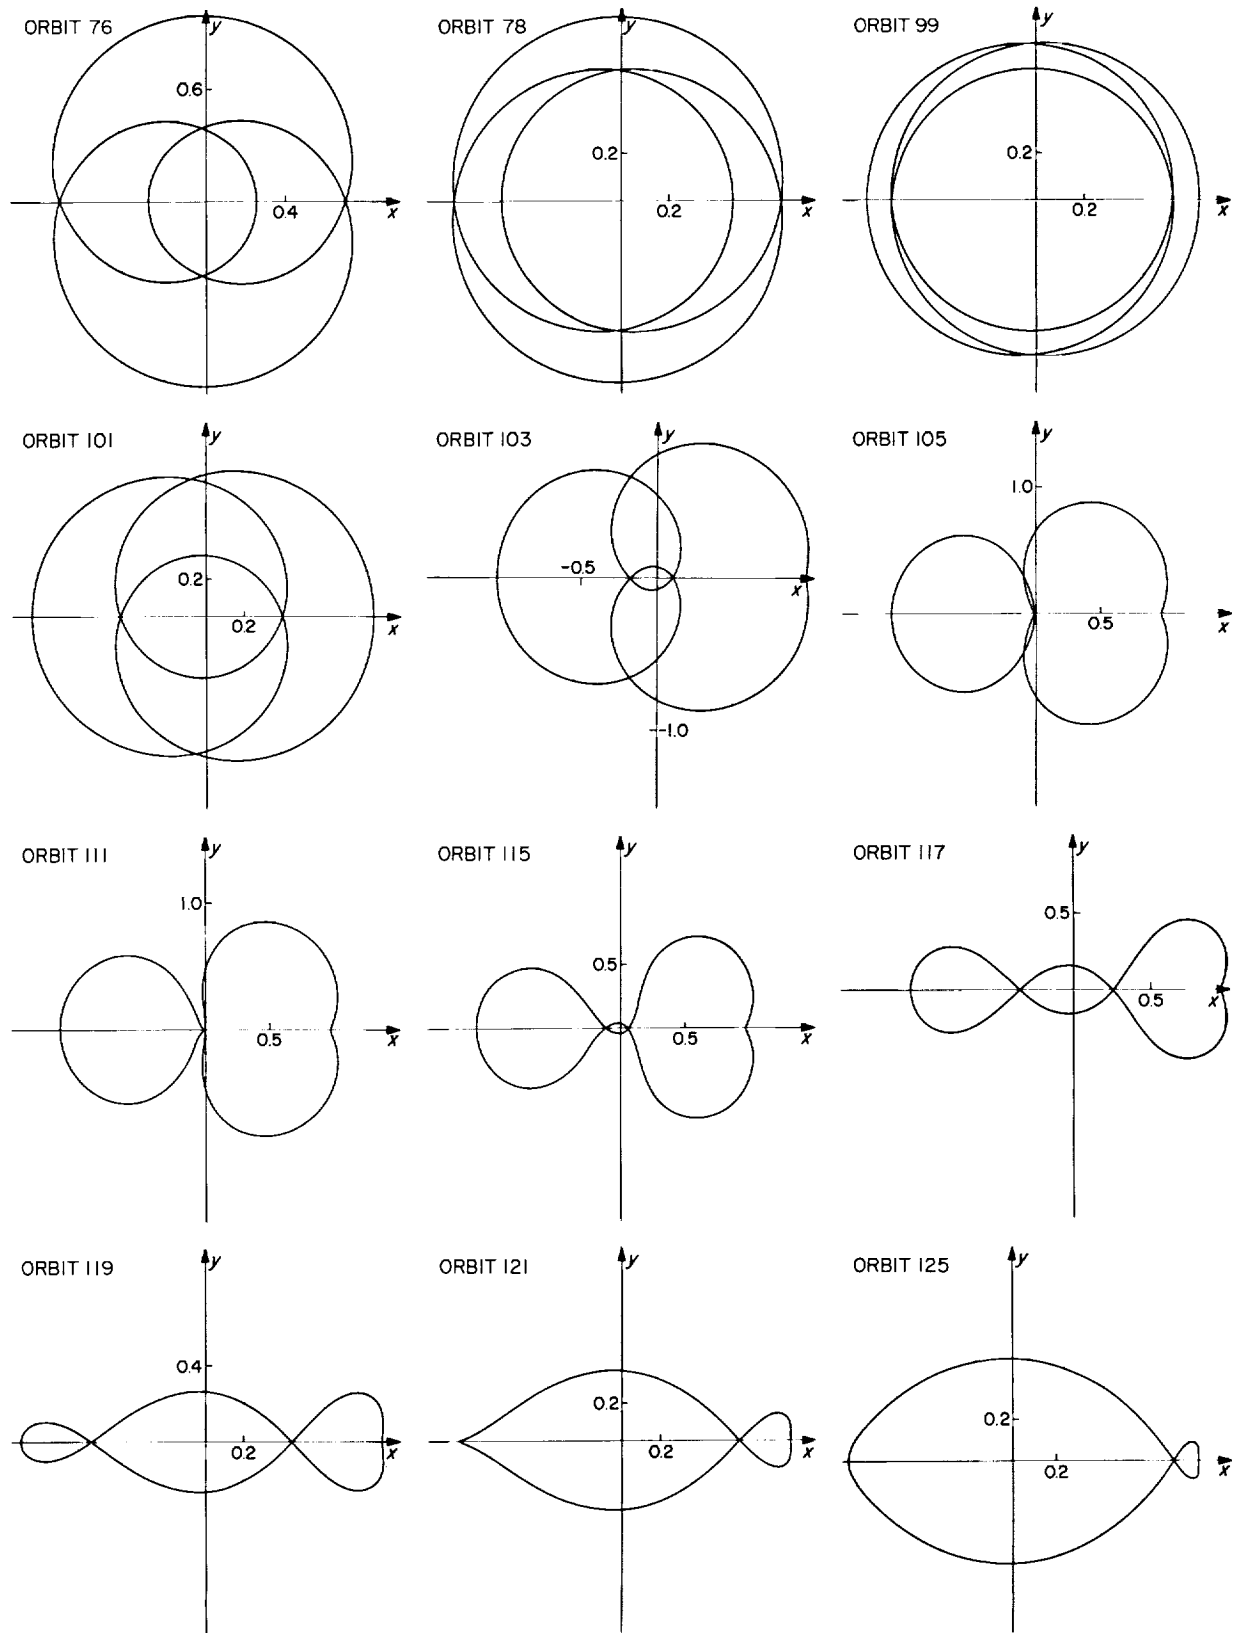 ORBIT 76
y
0.6
0.4
x
ORBIT 78
y
0.2
0.2
x
ORBIT 99
y
0.2
0.2
x
ORBIT 101
y
0.2
0.2
x
ORBIT 103
y
-0.5
x
-1.0
ORBIT 105
y
1.0
0.5
x
ORBIT 111
y
1.0
0.5
x
ORBIT 115
y
0.5
0.5
x
ORBIT 117
y
0.5
0.5
x
ORBIT 119
y
0.4
0.2
x
ORBIT 121
y
0.2
0.2
x
ORBIT 125
y
0.2
0.2
x